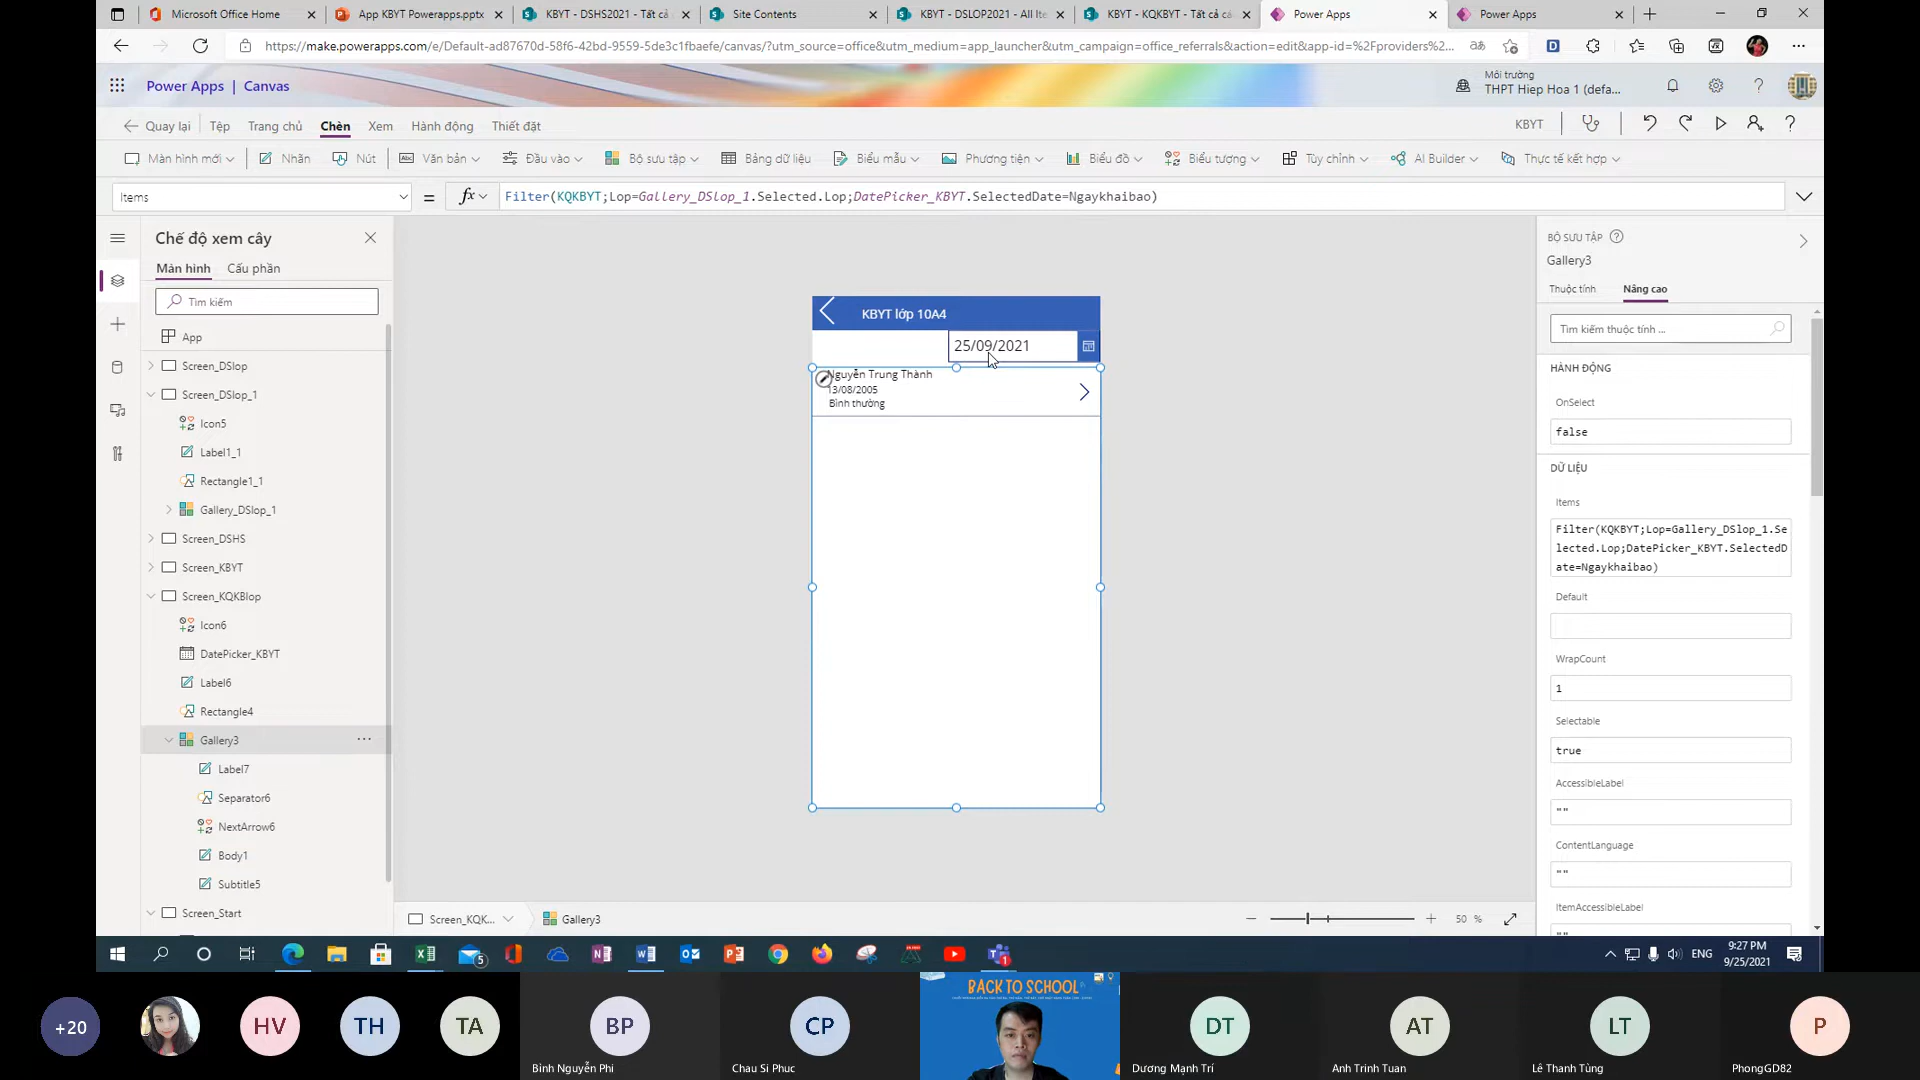 Microsoft Office Home
App KBYT Powerapps.pptx
KBYT - DSHS2021 - Tất cả
Site Contents
KBYT - DSLOP2021 - All Ite
KBYT - KQKBYT - Tất cả cá
Power Apps
Power Apps
https://make.powerapps.com/e/Default-ad87670d-58f6-42bd-9559-5de3c1fbaefe/canvas/?utm_source=office&utm_medium=app_launcher&utm_campaign=office_referrals&action=edit&app-id=%2Fproviders%2...
Power Apps | Canvas
Môi trường
THPT Hiep Hoa 1 (defa...
Quay lại
Tệp
Trang chủ
Chèn
Xem
Hành động
Thiết đặt
KBYT
Màn hình mới
Nhãn
Nút
Văn bản
Đầu vào
Bộ sưu tập
Bảng dữ liệu
Biểu mẫu
Phương tiện
Biểu đồ
Biểu tượng
Tùy chỉnh
AI Builder
Thực tế kết hợp
Items
= fx
Filter(KQKBYT;Lop=Gallery_DSlop_1.Selected.Lop;DatePicker_KBYT.SelectedDate=Ngaykhaibao)
Chế độ xem cây
Màn hình
Cấu phần
Tìm kiếm
App
Screen_DSlop
Screen_DSlop_1
Icon5
Label1_1
Rectangle1_1
Gallery_DSlop_1
Screen_DSHS
Screen_KBYT
Screen_KQKBlop
Icon6
DatePicker_KBYT
Label6
Rectangle4
Gallery3
Label7
Separator6
NextArrow6
Body1
Subtitle5
Screen_Start
KBYT lớp 10A4
25/09/2021
Nguyễn Trung Thành
13/08/2005
Bình thường
Screen_KQK...
Gallery3
50 %
BỘ SƯU TẬP
Gallery3
Thuộc tính
Nâng cao
Tìm kiếm thuộc tính ...
HÀNH ĐỘNG
OnSelect
false
DỮ LIỆU
Items
Filter(KQKBYT;Lop=Gallery_DSlop_1.Se
lected.Lop;DatePicker_KBYT.SelectedD
ate=Ngaykhaibao)
Default
WrapCount
1
Selectable
true
AccessibleLabel
""
ContentLanguage
""
ItemAccessibleLabel
""
5
1
ENG
9:27 PM
9/25/2021
+20
HV
TH
TA
BP
Bình Nguyễn Phi
CP
Chau Si Phuc
BACK TO SCHOOL
DT
Dương Mạnh Trí
AT
Anh Trinh Tuan
LT
Lê Thanh Tùng
P
PhongGD82